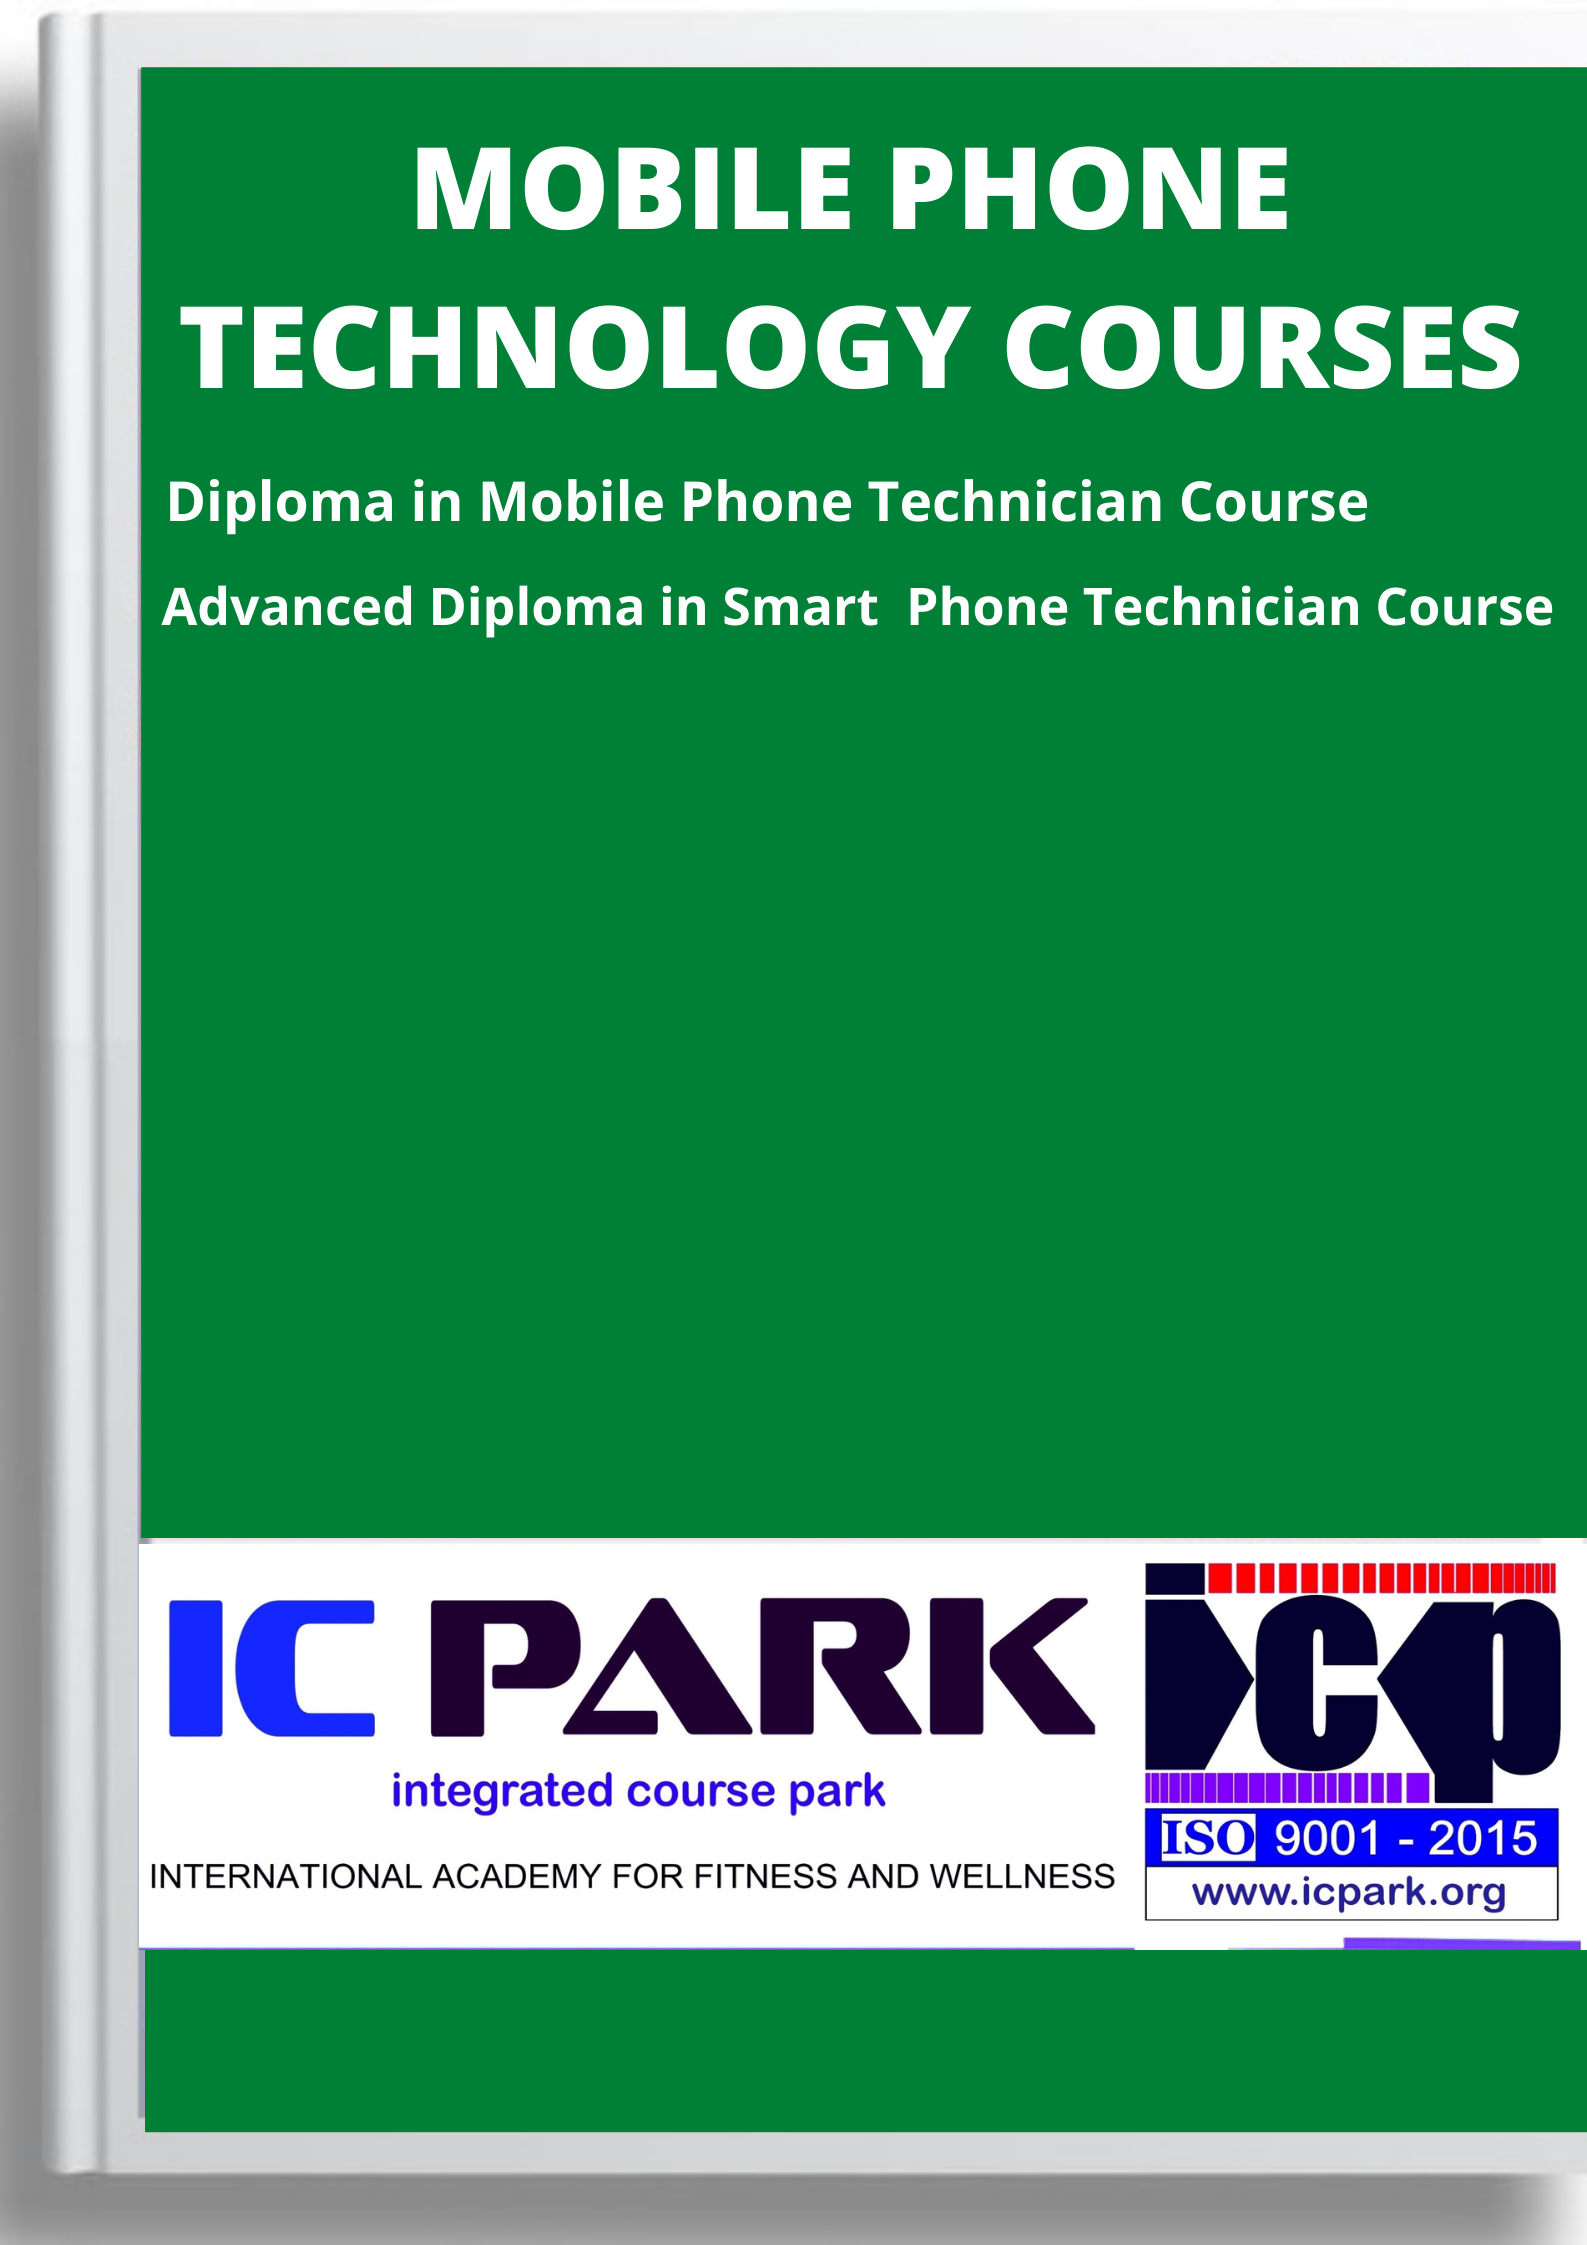 MOBILE PHONE
TECHNOLOGY COURSES
Diploma in Mobile Phone Technician Course
Advanced Diploma in Smart  Phone Technician Course
IC PARK
integrated course park
INTERNATIONAL ACADEMY FOR FITNESS AND WELLNESS
icp
ISO 9001 - 2015
www.icpark.org